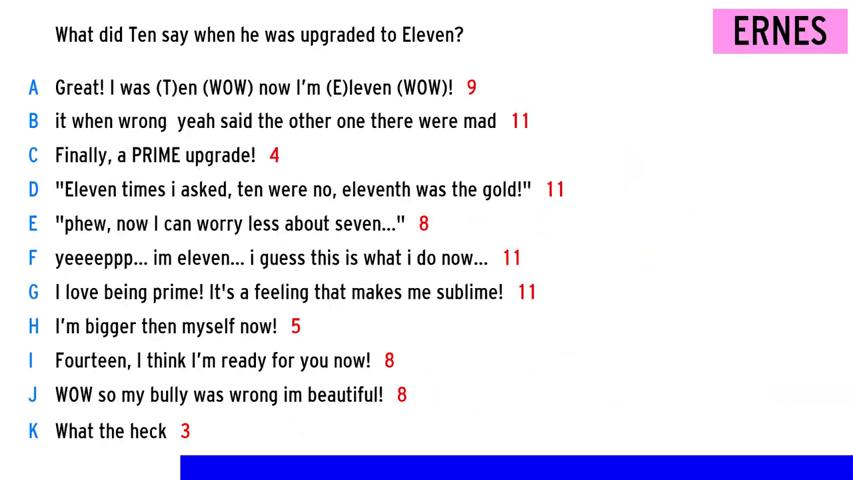 What did Ten say when he was upgraded to Eleven?
ERNES
A Great! I was (T)en (WOW) now I'm (E)leven (WOW)! 9
B it when wrong  yeah said the other one there were mad 11
C Finally, a PRIME upgrade! 4
D "Eleven times i asked, ten were no, eleventh was the gold!" 11
E "phew, now I can worry less about seven..." 8
F yeeeeppp... im eleven... i guess this is what i do now... 11
G I love being prime! It's a feeling that makes me sublime! 11
H I'm bigger then myself now! 5
I Fourteen, I think I'm ready for you now! 8
J WOW so my bully was wrong im beautiful! 8
K What the heck 3